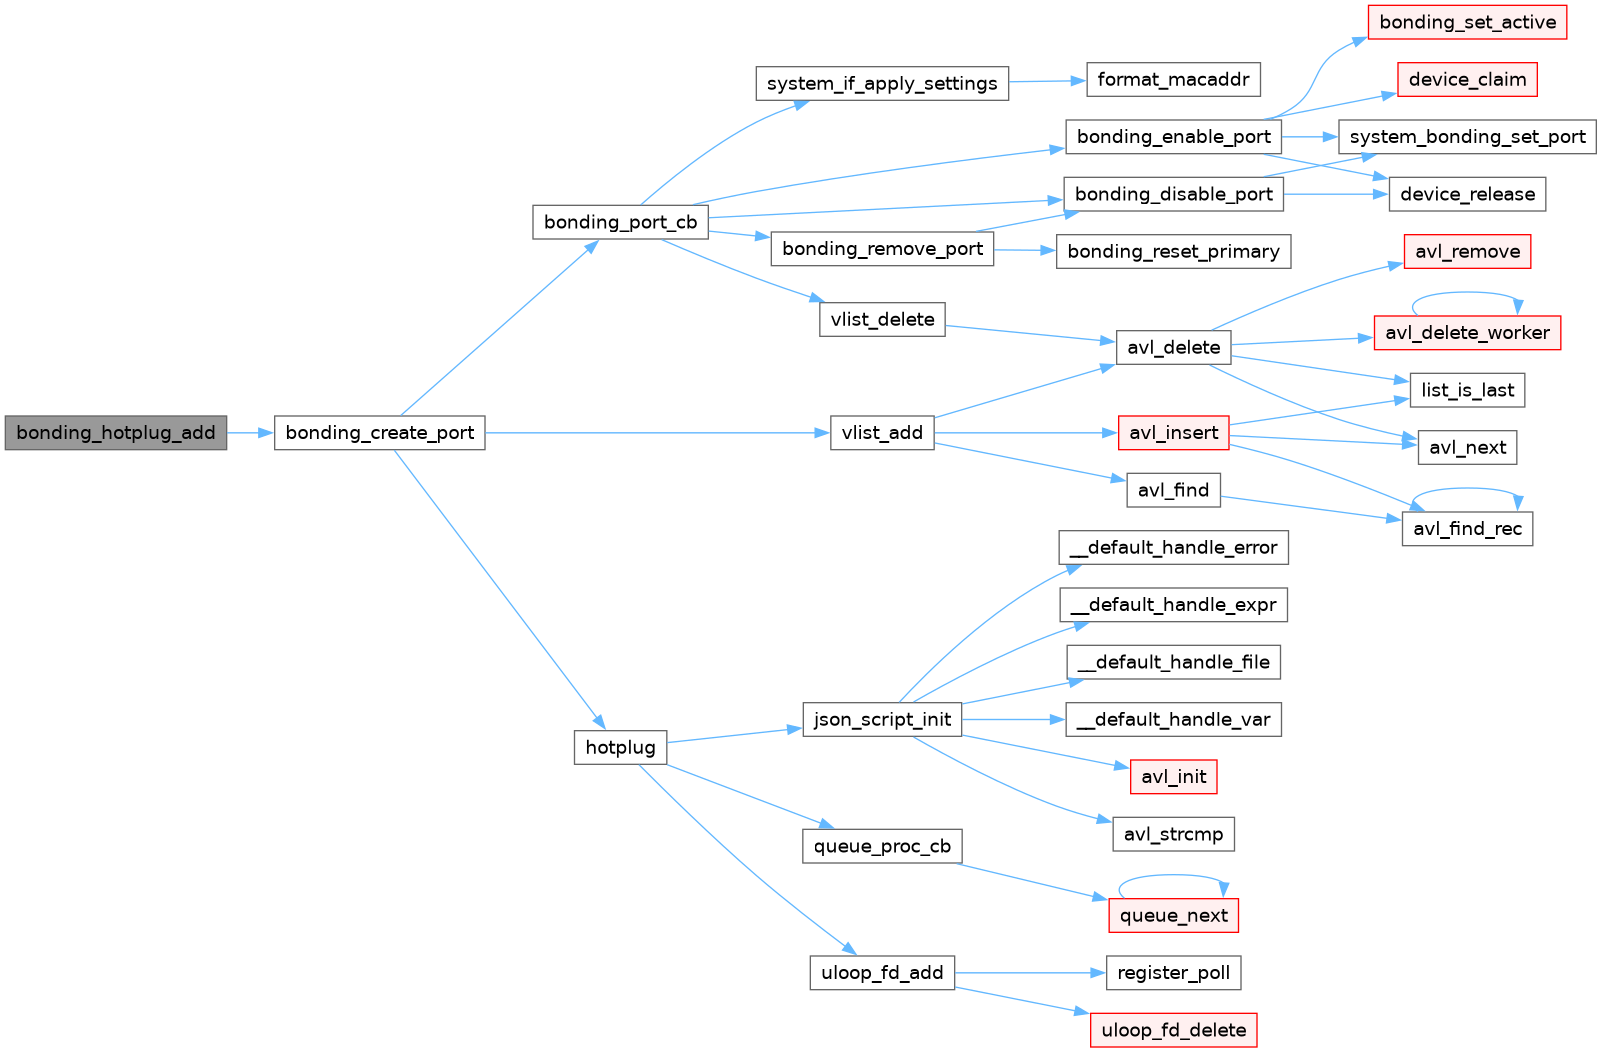 bonding_set_active
system_if_apply_settings
format_macaddr
device_claim
bonding_enable_port
system_bonding_set_port
bonding_disable_port
device_release
bonding_port_cb
bonding_remove_port
bonding_reset_primary
avl_remove
vlist_delete
avl_delete
avl_delete_worker
list_is_last
bonding_hotplug_add
bonding_create_port
vlist_add
avl_insert
avl_next
avl_find
avl_find_rec
__default_handle_error
__default_handle_expr
__default_handle_file
json_script_init
__default_handle_var
hotplug
avl_init
avl_strcmp
queue_proc_cb
queue_next
uloop_fd_add
register_poll
uloop_fd_delete